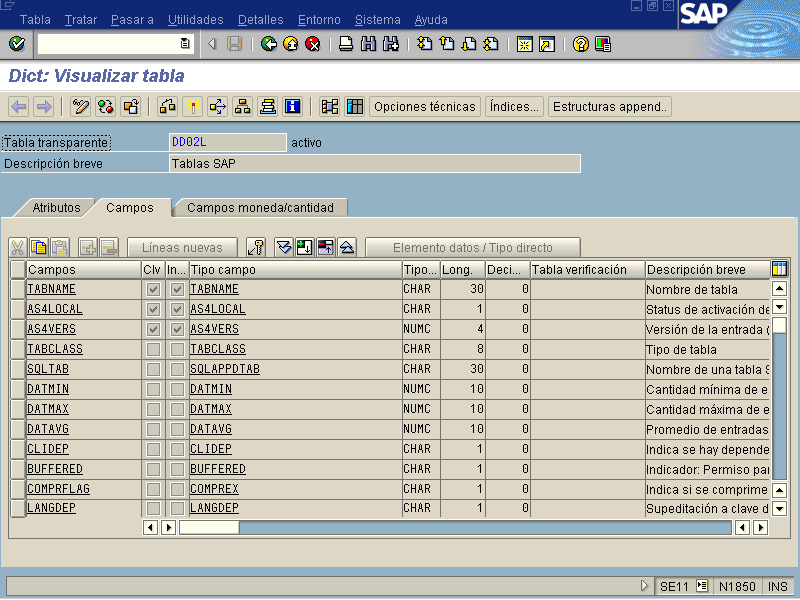 Tabla Tratar Pasar a Utilidades Detalles Entorno Sistema Ayuda
SAP
Dict: Visualizar tabla
Opciones técnicas Índices... Estructuras append..
Tabla transparente DD02L activo
Descripción breve Tablas SAP
Atributos Campos Campos moneda/cantidad
Líneas nuevas Elemento datos / Tipo directo
Campos Clv In... Tipo campo Tipo... Long. Deci... Tabla verificación Descripción breve
TABNAME TABNAME CHAR 30 0 Nombre de tabla
AS4LOCAL AS4LOCAL CHAR 1 0 Status de activación de
AS4VERS AS4VERS NUMC 4 0 Versión de la entrada (
TABCLASS TABCLASS CHAR 8 0 Tipo de tabla
SQLTAB SQLAPPDTAB CHAR 30 0 Nombre de una tabla S
DATMIN DATMIN NUMC 10 0 Cantidad mínima de e
DATMAX DATMAX NUMC 10 0 Cantidad máxima de e
DATAVG DATAVG NUMC 10 0 Promedio de entradas
CLIDEP CLIDEP CHAR 1 0 Indica se hay depende
BUFFERED BUFFERED CHAR 1 0 Indicador: Permiso par
COMPRFLAG COMPREX CHAR 1 0 Indica si se comprime
LANGDEP LANGDEP CHAR 1 0 Supeditación a clave d
SE11 N1850 INS